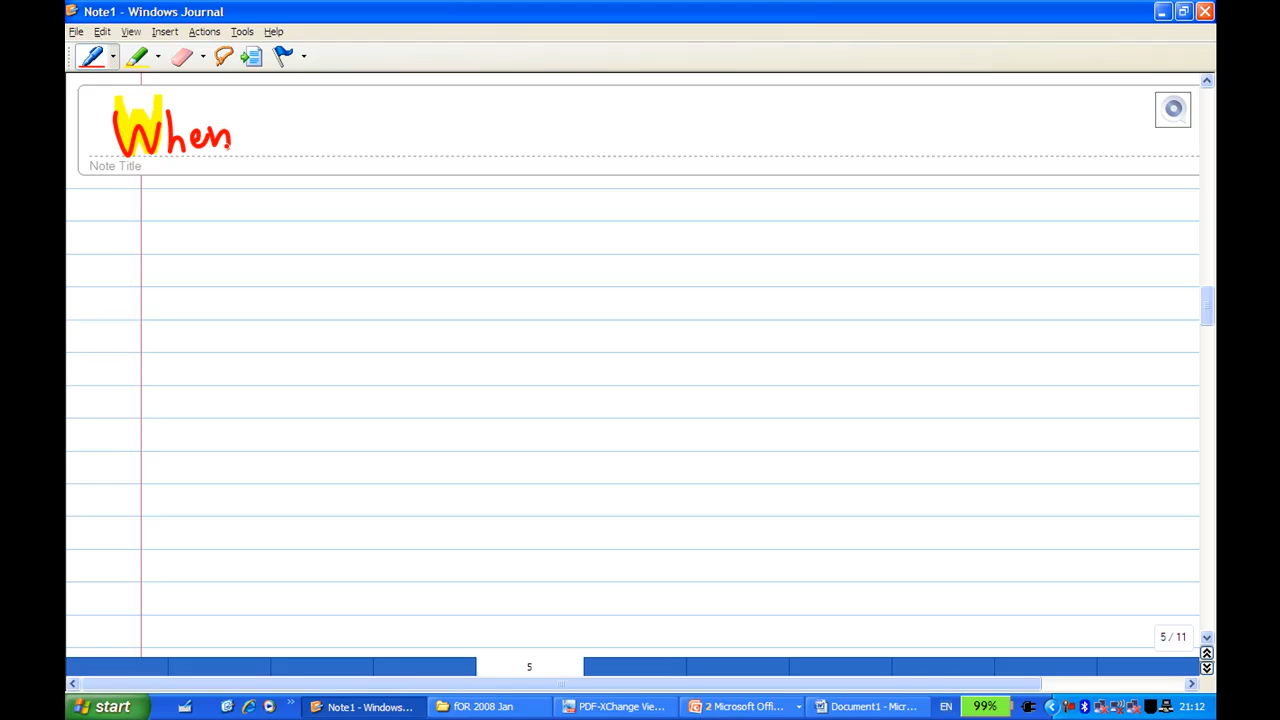 Note1 - Windows Journal
File Edit View Insert Actions Tools Help
When
Note Title
5 / 11
5
start Note1 - Windows... fOR 2008 Jan PDF-XChange Vie... 2 Microsoft Offi... Document1 - Micr... EN 99% 21:12